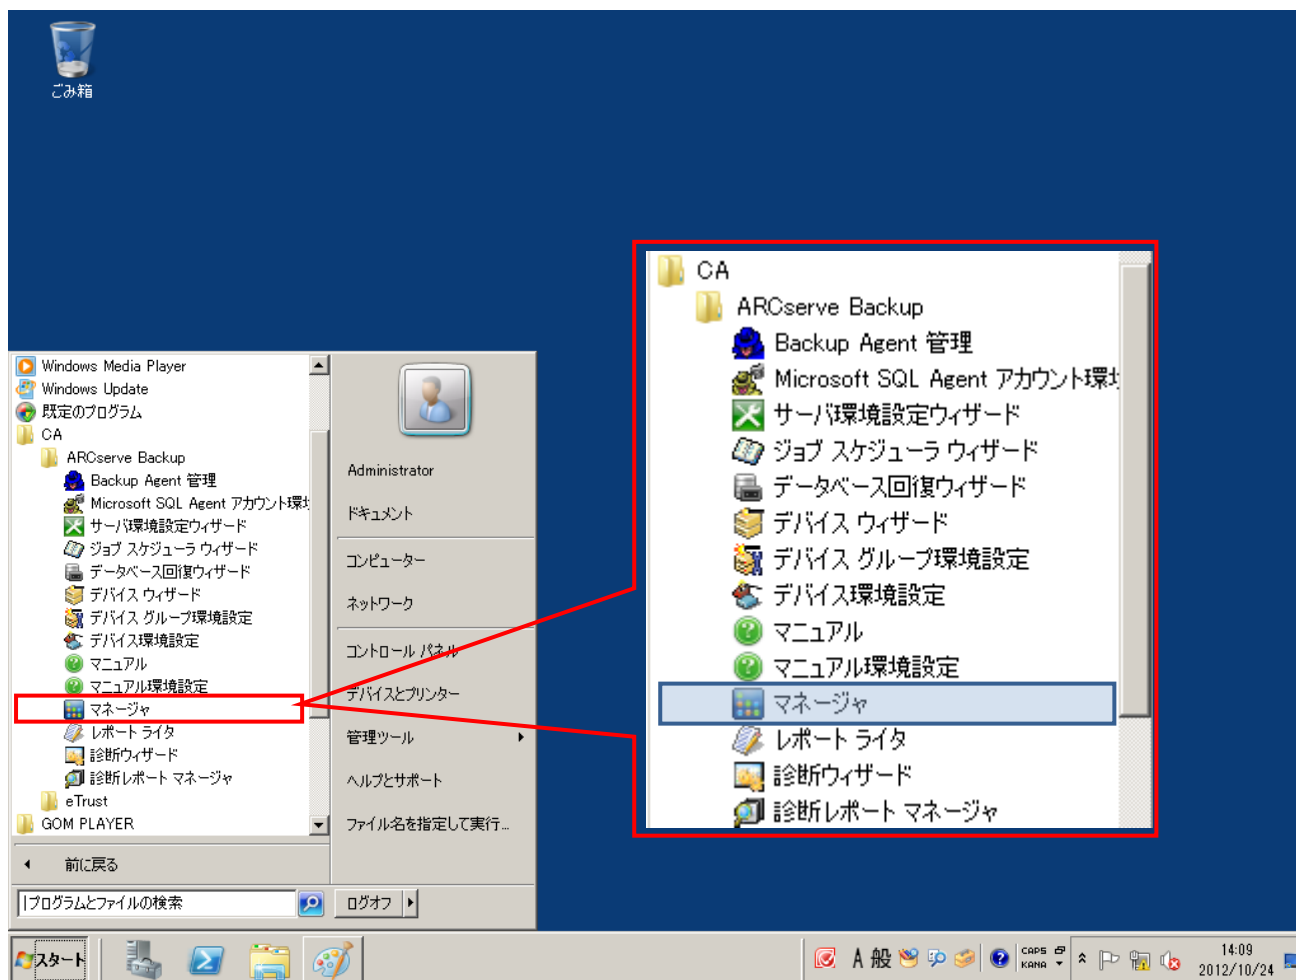 ごみ箱
Windows Media Player
Windows Update
既定のプログラム
CA
ARCserve Backup
Backup Agent 管理
Microsoft SQL Agent アカウント環
サーバ環境設定ウィザード
ジョブ スケジューラ ウィザード
データベース回復ウィザード
デバイス ウィザード
デバイス グループ環境設定
デバイス環境設定
マニュアル
マニュアル環境設定
マネージャ
レポート ライタ
診断ウィザード
診断レポート マネージャ
eTrust
GOM PLAYER
前に戻る
プログラムとファイルの検索
Administrator
ドキュメント
コンピューター
ネットワーク
コントロール パネル
デバイスとプリンター
管理ツール
ヘルプとサポート
ファイル名を指定して実行...
ログオフ
CA
ARCserve Backup
Backup Agent 管理
Microsoft SQL Agent アカウント環
サーバ環境設定ウィザード
ジョブ スケジューラ ウィザード
データベース回復ウィザード
デバイス ウィザード
デバイス グループ環境設定
デバイス環境設定
マニュアル
マニュアル環境設定
マネージャ
レポート ライタ
診断ウィザード
診断レポート マネージャ
スタート
A 般
CAPS
KANA
14:09
2012/10/24